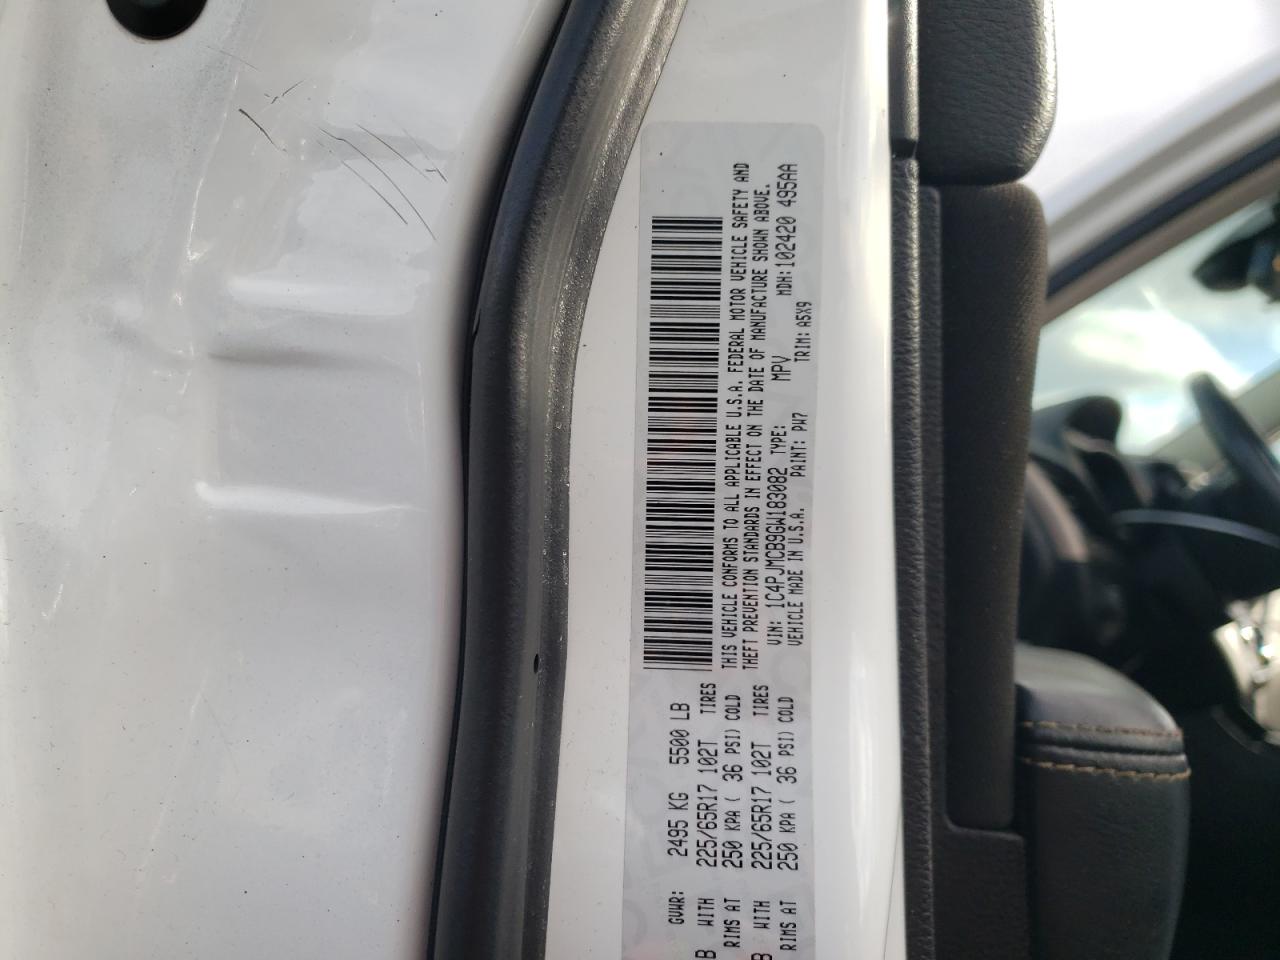 GVWR: 2495 KG 5500 LB
B WITH 225/65R17 102T TIRES
RIMS AT 250 KPA ( 36 PSI) COLD
B WITH 225/65R17 102T TIRES
RIMS AT 250 KPA ( 36 PSI) COLD
THIS VEHICLE CONFORMS TO ALL APPLICABLE U.S.A. FEDERAL MOTOR VEHICLE SAFETY AND
THEFT PREVENTION STANDARDS IN EFFECT ON THE DATE OF MANUFACTURE SHOWN ABOVE.
VIN: 1C4PJMCB9GW183082 TYPE: MPV MDH:102420 495AA
VEHICLE MADE IN U.S.A. PAINT: PW7 TRIM: A5X9